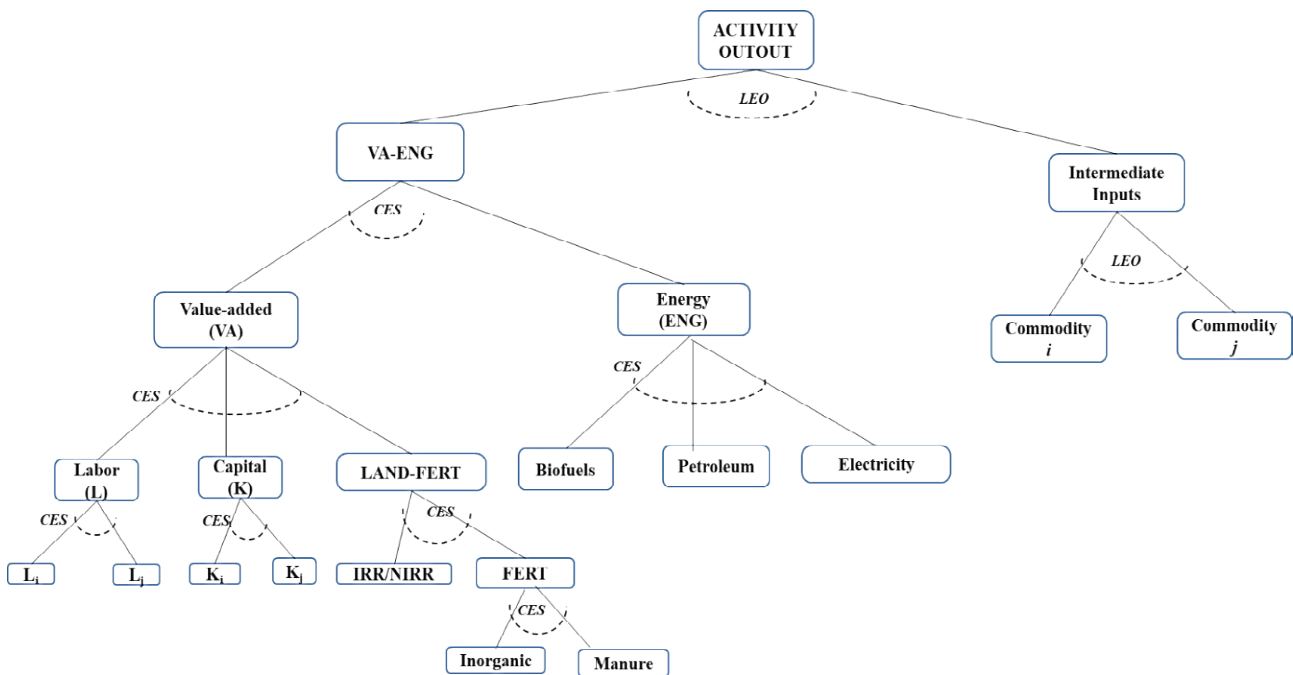 ACTIVITY
OUTOUT
LEO
VA-ENG
Intermediate
Inputs
CES
LEO
Value-added
(VA)
Energy
(ENG)
Commodity
i
Commodity
j
CES
CES
Labor
(L)
Capital
(K)
LAND-FERT
Biofuels
Petroleum
Electricity
CES
CES
CES
Li
Lj
Ki
Kj
IRR/NIRR
FERT
CES
Inorganic
Manure